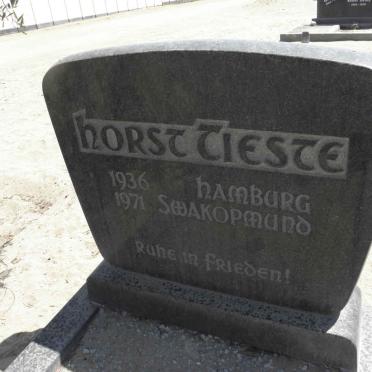 Horst Tieste
1936 Hamburg
1971 Swakopmund
Ruhe in Frieden!